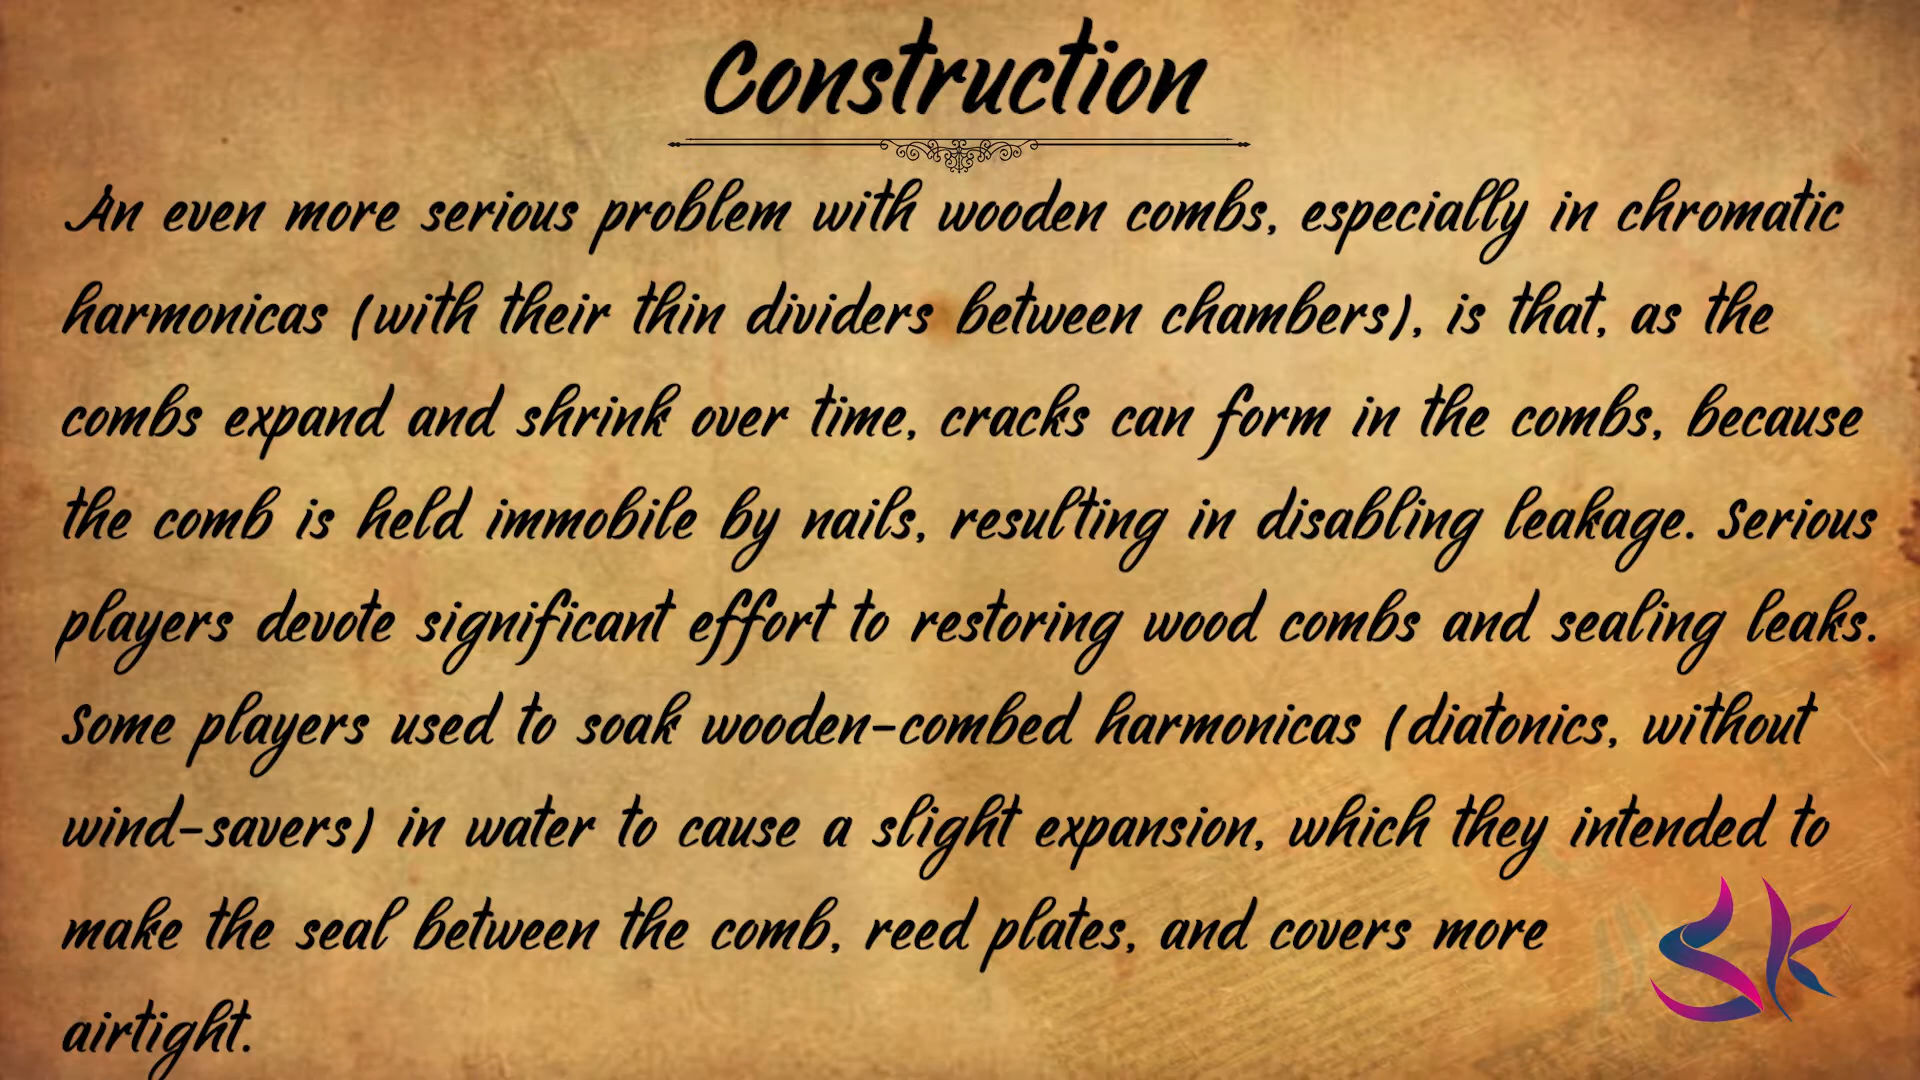 Construction
An even more serious problem with wooden combs, especially in chromatic
harmonicas (with their thin dividers between chambers), is that, as the
combs expand and shrink over time, cracks can form in the combs, because
the comb is held immobile by nails, resulting in disabling leakage. Serious
players devote significant effort to restoring wood combs and sealing leaks.
Some players used to soak wooden-combed harmonicas (diatonics, without
wind-savers) in water to cause a slight expansion, which they intended to
make the seal between the comb, reed plates, and covers more
airtight.
SK